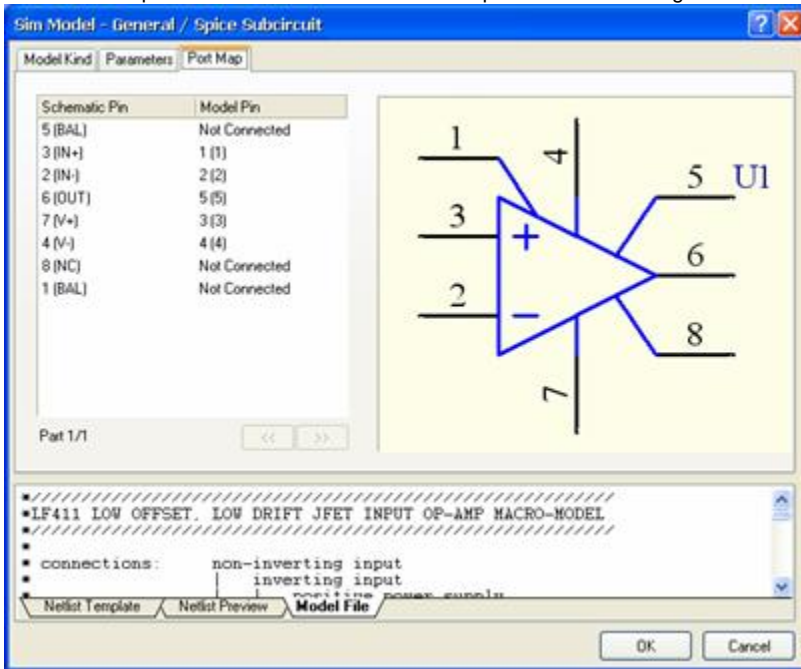 Sim Model - General / Spice Subcircuit
Model Kind Parameters Port Map
Schematic Pin Model Pin
5 (BAL) Not Connected
3 (IN+) 1 (1)
2 (IN-) 2 (2)
6 (OUT) 5 (5)
7 (V+) 3 (3)
4 (V-) 4 (4)
8 (NC) Not Connected
1 (BAL) Not Connected
Part 1/1
<< >>
1
4
5 U1
3
+
6
2
-
8
7
*//////////////////////////////////////////////////////
*LF411 LOW OFFSET, LOW DRIFT JFET INPUT OP-AMP MACRO-MODEL
*//////////////////////////////////////////////////////
*
* connections: non-inverting input
* | inverting input
* | | positive power supply
Netlist Template Netlist Preview Model File
OK Cancel